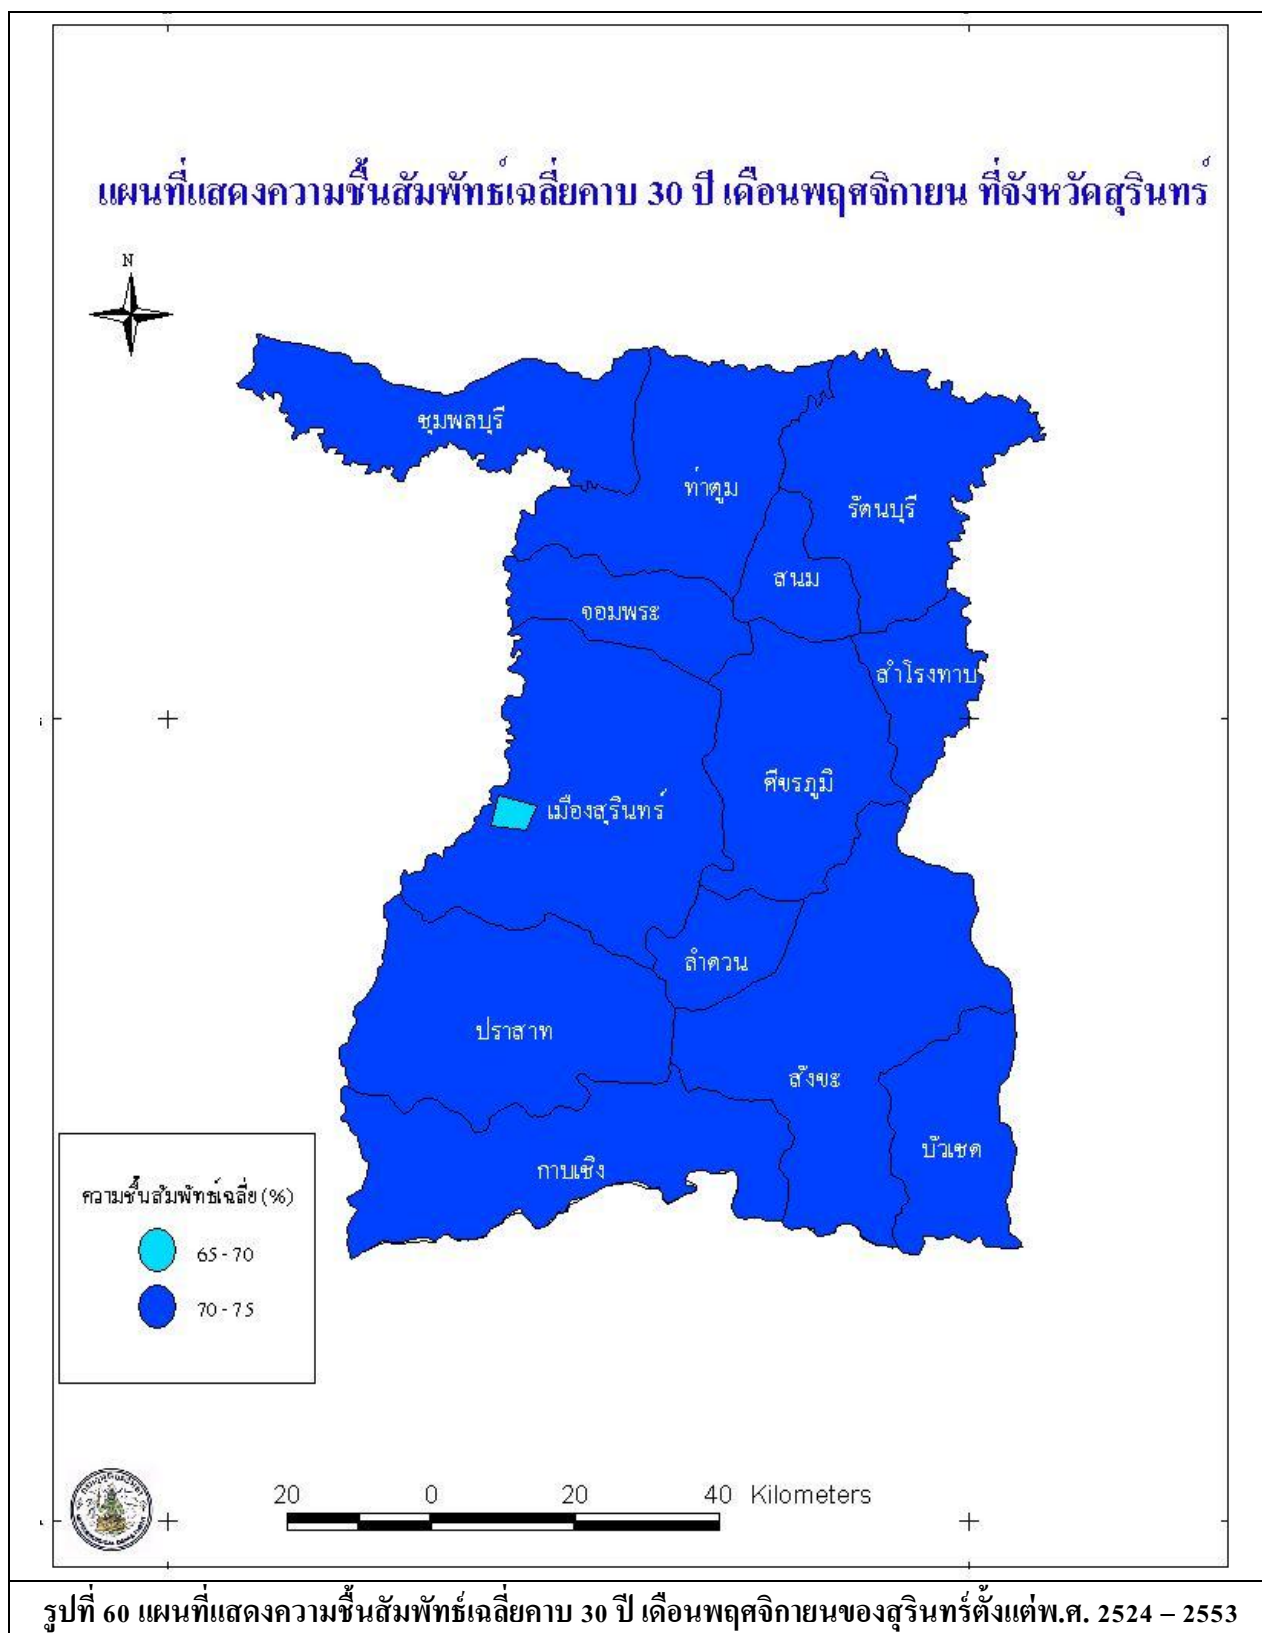 แผนที่แสดงความชื้นสัมพัทธ์เฉลี่ยคาบ 30 ปี เดือนพฤศจิกายน ที่จังหวัดสุรินทร์
N
ชุมพลบุรี
ท่าตูม
รัตนบุรี
สนม
จอมพระ
สำโรงทาบ
ศีขรภูมิ
เมืองสุรินทร์
ลำดวน
ปราสาท
สังขะ
บัวเชด
กาบเชิง
ความชื้นสัมพัทธ์เฉลี่ย (%)
65 - 70
70 - 75
20 0 20 40 Kilometers
รูปที่ 60 แผนที่แสดงความชื้นสัมพัทธ์เฉลี่ยคาบ 30 ปี เดือนพฤศจิกายนของสุรินทร์ตั้งแต่พ.ศ. 2524 – 2553